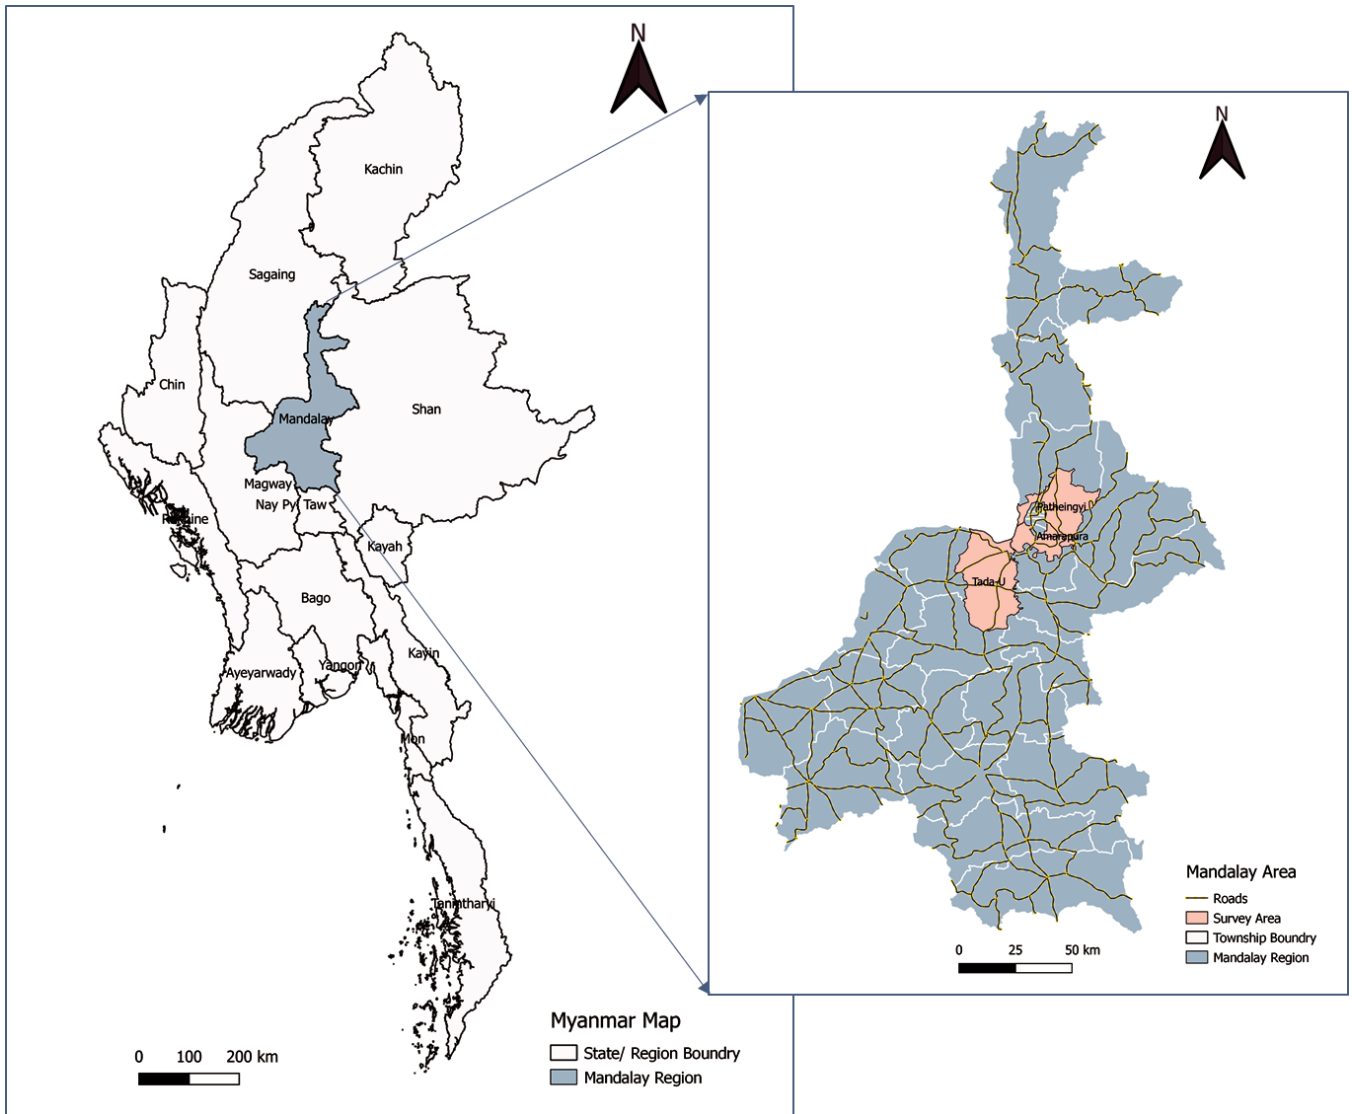 N
Kachin
Sagaing
Chin
Shan
Mandalay
Magway
Nay Py Taw
Rakhine
Kayah
Bago
Kayin
Yangon
Ayeyarwady
Mon
Tanintharyi
Myanmar Map
State/ Region Boundry
Mandalay Region
0 100 200 km
N
Patheingyi
Amarapura
Tada-U
Mandalay Area
Roads
Survey Area
Township Boundry
Mandalay Region
0 25 50 km